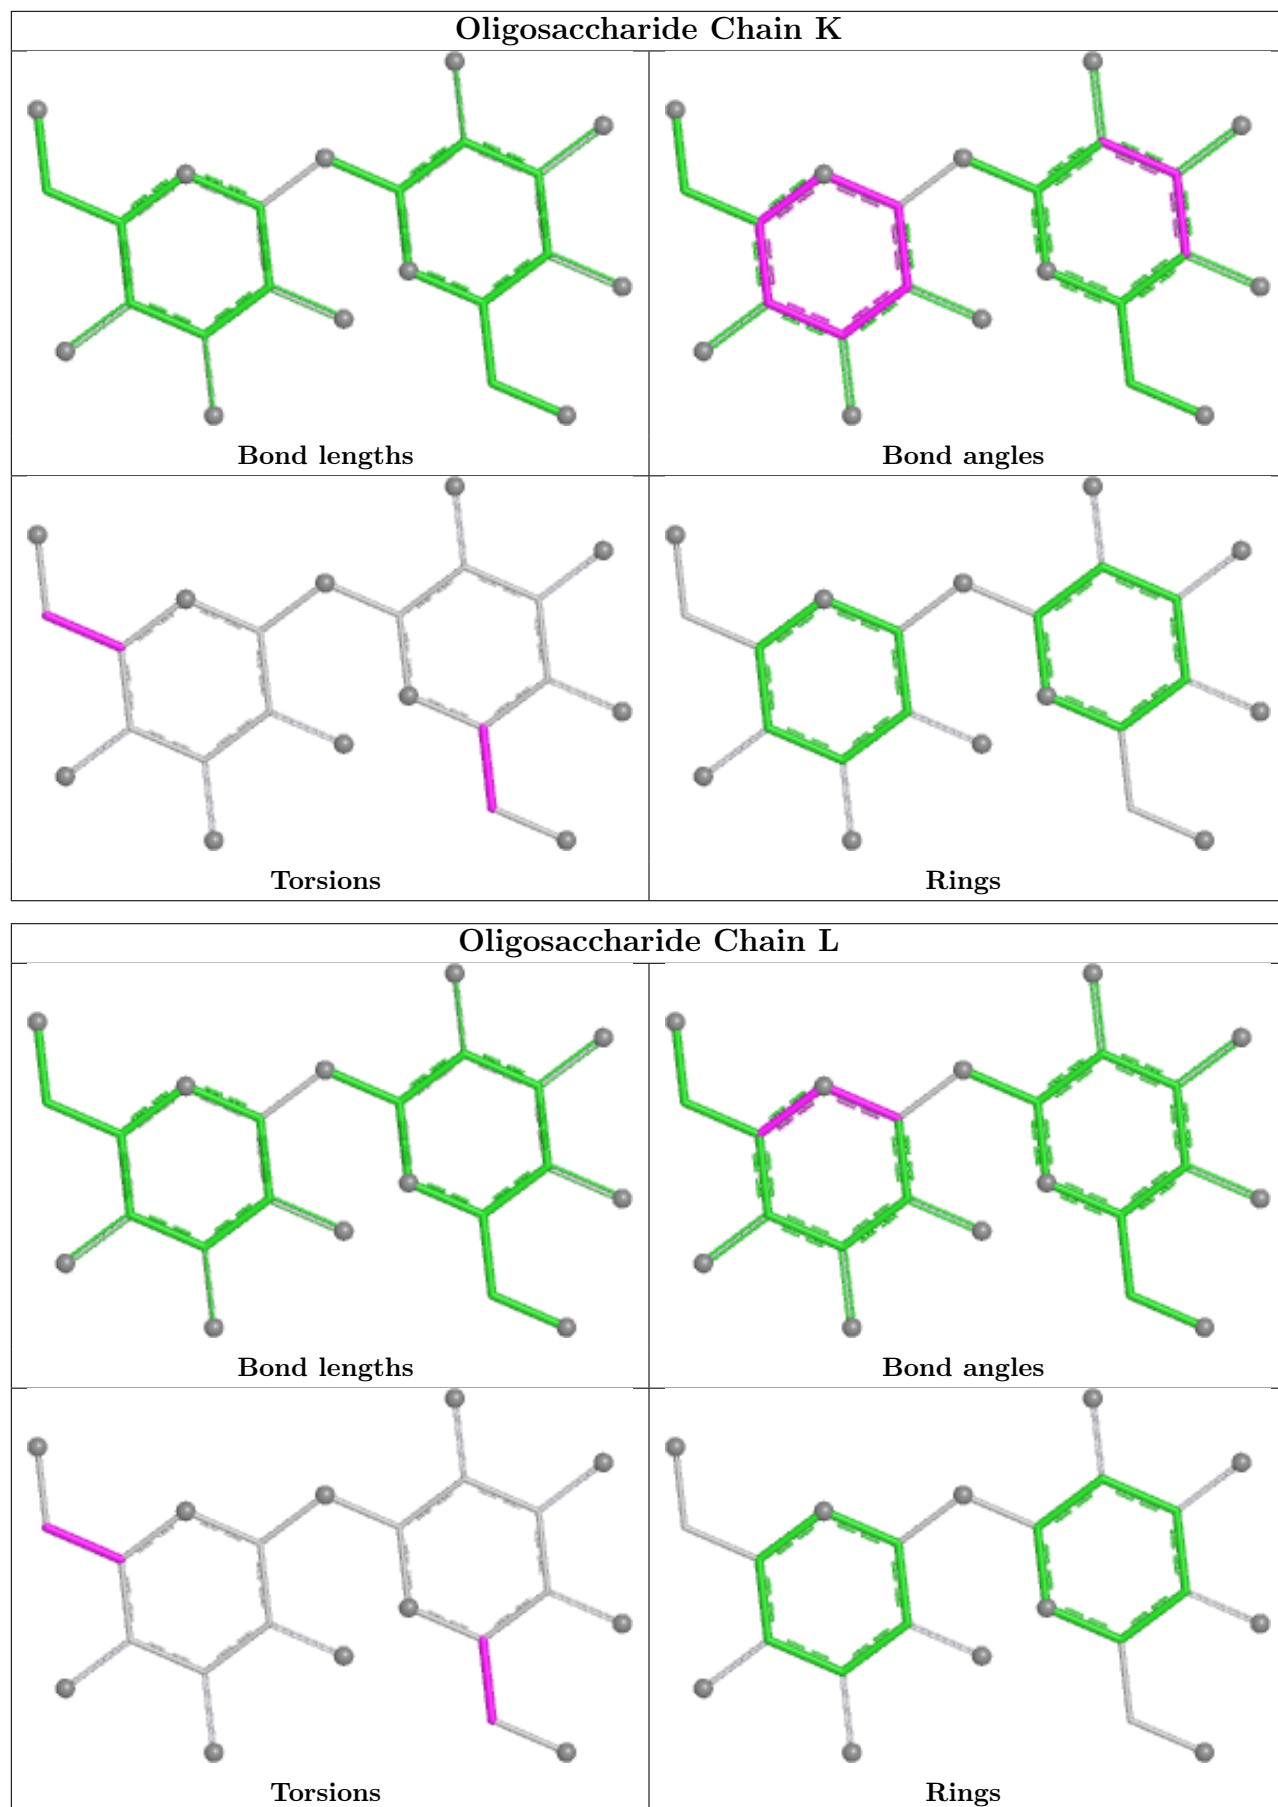 Oligosaccharide Chain K
Bond lengths
Bond angles
Torsions
Rings
Oligosaccharide Chain L
Bond lengths
Bond angles
Torsions
Rings